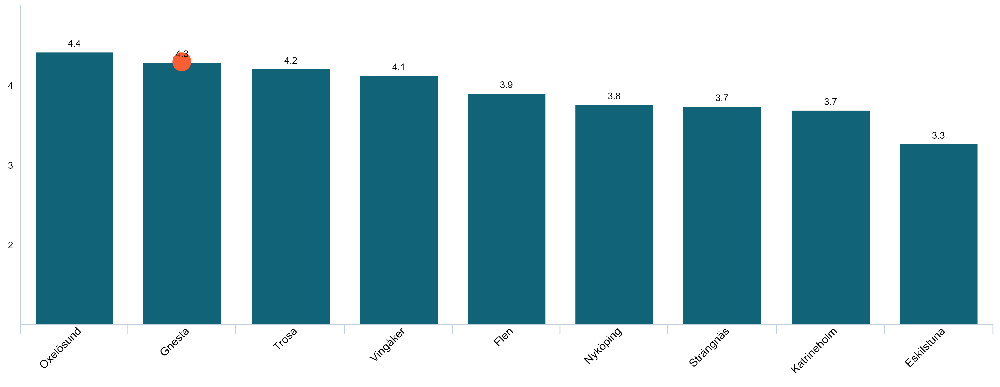 4.4
4.3
4.2
4.1
3.9
3.8
3.7
3.7
3.3
4
3
2
Oxelösund
Gnesta
Trosa
Vingåker
Flen
Nyköping
Strängnäs
Katrineholm
Eskilstuna